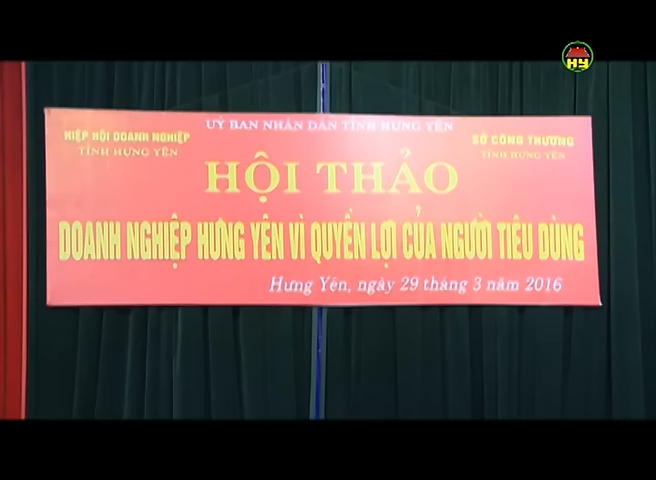 HY
UỶ BAN NHÂN DÂN TỈNH HƯNG YÊN
HIỆP HỘI DOANH NGHIỆP
TỈNH HƯNG YÊN
SỞ CÔNG THƯƠNG
TỈNH HƯNG YÊN
HỘI THẢO
DOANH NGHIỆP HƯNG YÊN VÌ QUYỀN LỢI CỦA NGƯỜI TIÊU DÙNG
Hưng Yên, ngày 29 tháng 3 năm 2016